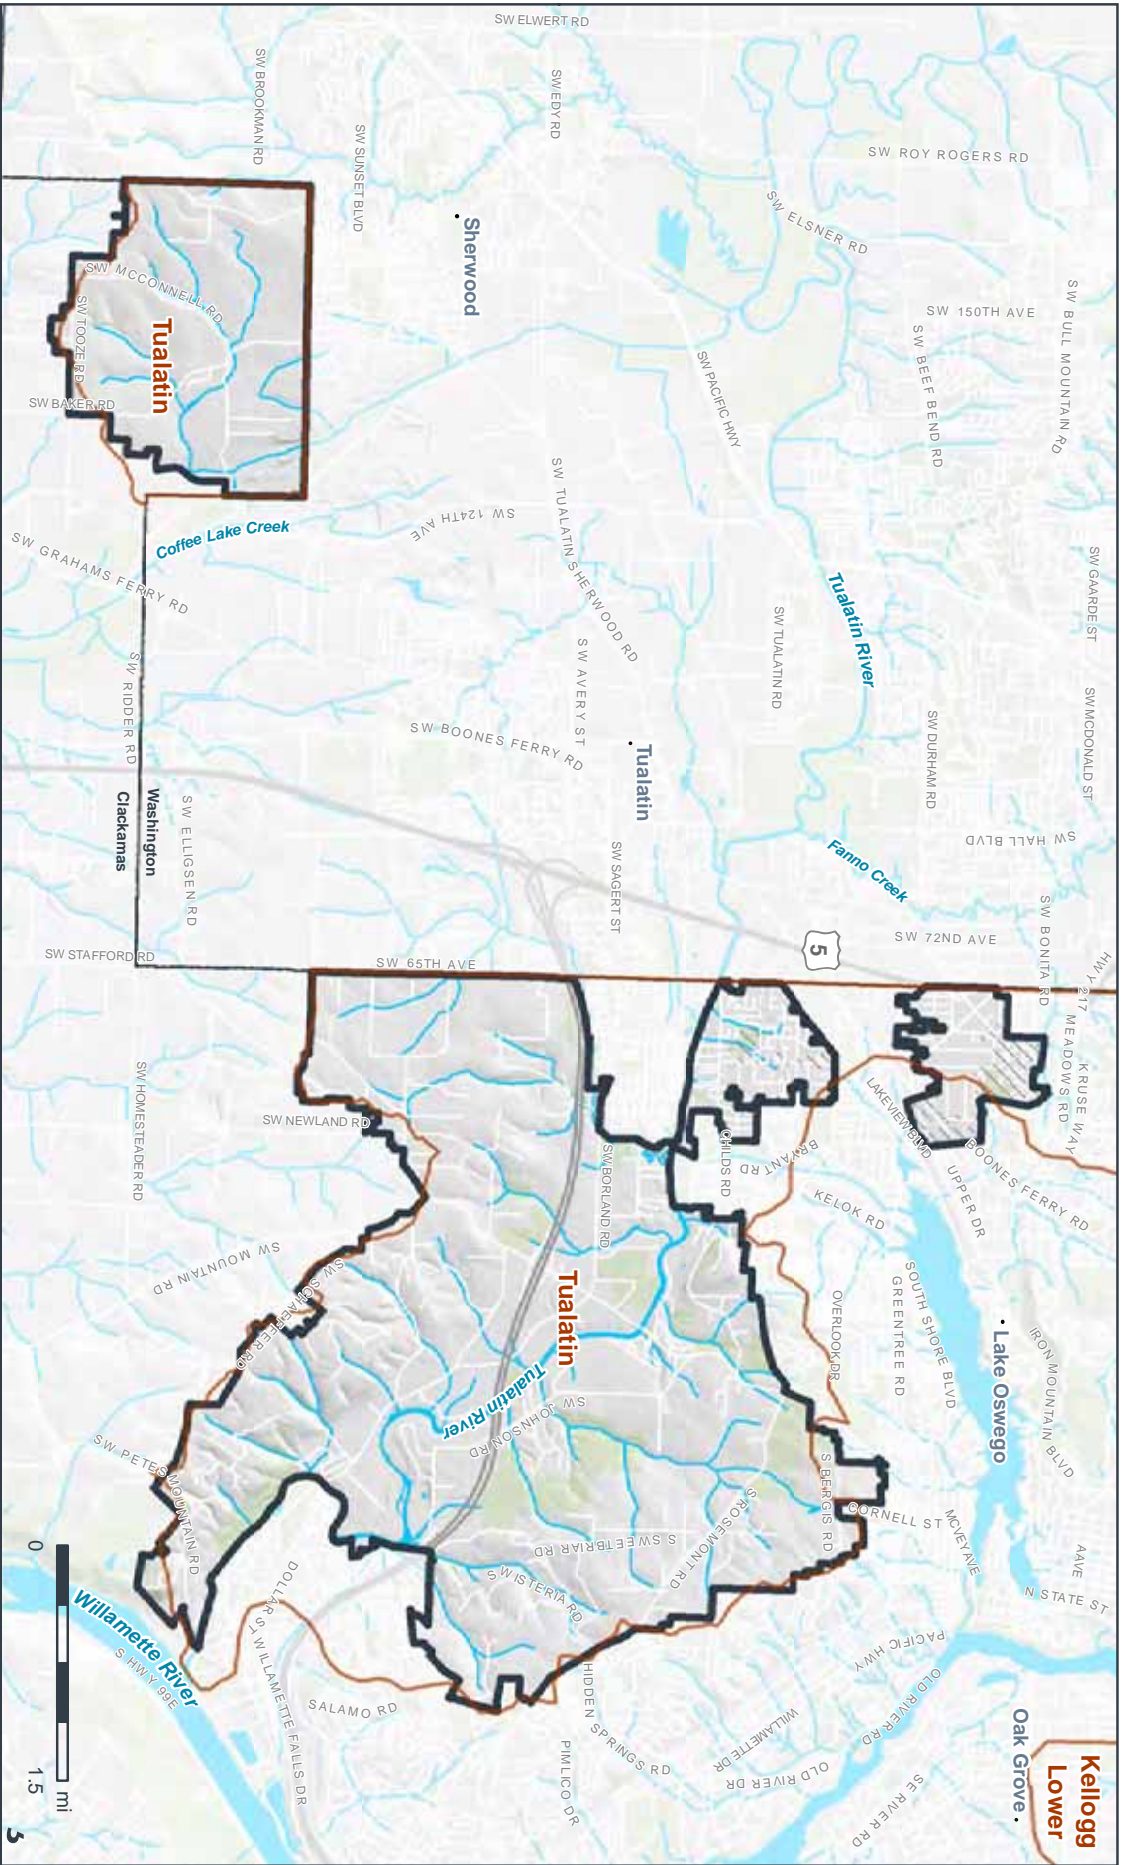 Kellogg
Lower
Oak Grove
Lake Oswego
Tualatin
Sherwood
Tualatin
Tualatin
Tualatin River
Fanno Creek
Coffee Lake Creek
Tualatin River
Willamette River
Washington
Clackamas
5
SW BULL MOUNTAIN RD
SW GAARDE ST
SW MCDONALD ST
SW BONITA RD
HWY 217
KRUSE WAY
MEADOWS RD
BOONES FERRY RD
IRON MOUNTAIN BLVD
A AVE
N STATE ST
SW ROY ROGERS RD
SW 150TH AVE
SW BEEF BEND RD
SW DURHAM RD
SW HALL BLVD
SW 72ND AVE
LAKEVIEW BLVD
UPPER DR
SOUTH SHORE BLVD
GREENTREE RD
MCVEY AVE
CORNELL ST
PACIFIC HWY
OLD RIVER RD
SE RIVER RD
SW ELSNER RD
KELOK RD
OVERLOOK DR
S BERGIS RD
SW PACIFIC HWY
SW TUALATIN RD
BRYANT RD
CHILDS RD
S ROSEMONT RD
WILLAMETTE DR
OLD RIVER DR
SW ELWERT RD
SW EDY RD
SW TUALATIN SHERWOOD RD
SW AVERY ST
SW SAGERT ST
SW BORLAND RD
SW JOHNSON RD
S SWEETBRIAR RD
S WISTERIA RD
HIDDEN SPRINGS RD
PIMLICO DR
SW 124TH AVE
SW BOONES FERRY RD
SW 65TH AVE
SW SUNSET BLVD
SW BROOKMAN RD
SW NEWLAND RD
SW SCHAEFFER RD
SALAMO RD
DOLLAR ST
WILLAMETTE FALLS DR
SW MCCONNELL RD
SW TOOZE RD
SW BAKER RD
SW GRAHAMS FERRY RD
SW RIDDER RD
SW ELLIGSEN RD
SW STAFFORD RD
SW HOMESTEADER RD
SW MOUNTAIN RD
SW PETES MOUNTAIN RD
S HWY 99E
0
1.5
mi